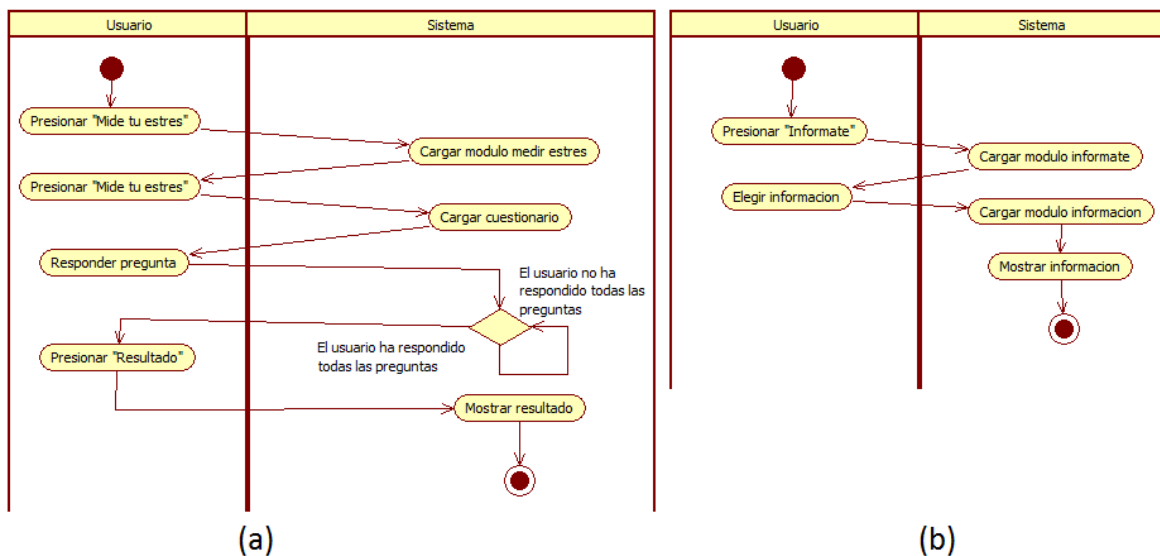 Usuario
Sistema
Presionar "Mide tu estres"
Cargar modulo medir estres
Presionar "Mide tu estres"
Cargar cuestionario
Responder pregunta
El usuario no ha
respondido todas las
preguntas
El usuario ha respondido
todas las preguntas
Presionar "Resultado"
Mostrar resultado
(a)
Usuario
Sistema
Presionar "Informate"
Cargar modulo informate
Elegir informacion
Cargar modulo informacion
Mostrar informacion
(b)